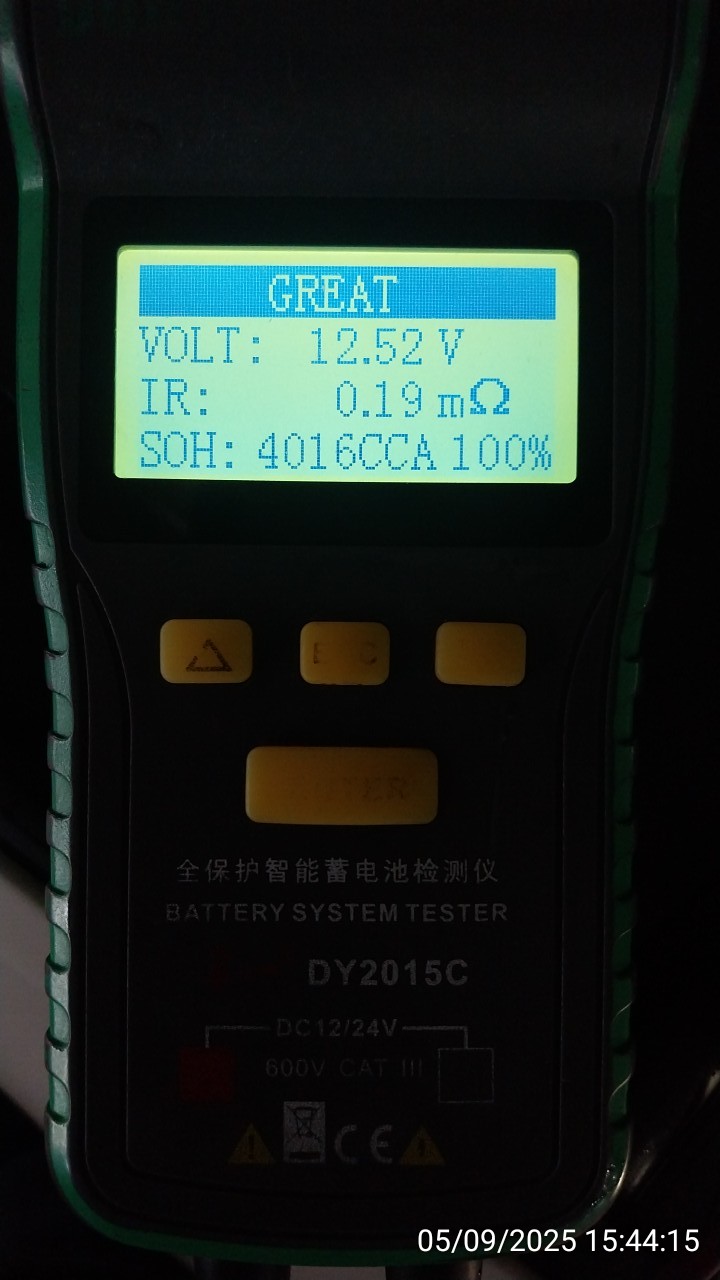 GREAT
VOLT: 12.52 V
IR: 0.19 mΩ
SOH: 4016CCA 100%
全保护智能蓄电池检测仪
BATTERY SYSTEM TESTER
DY2015C
DC12/24V
600V CAT III
CE
05/09/2025 15:44:15